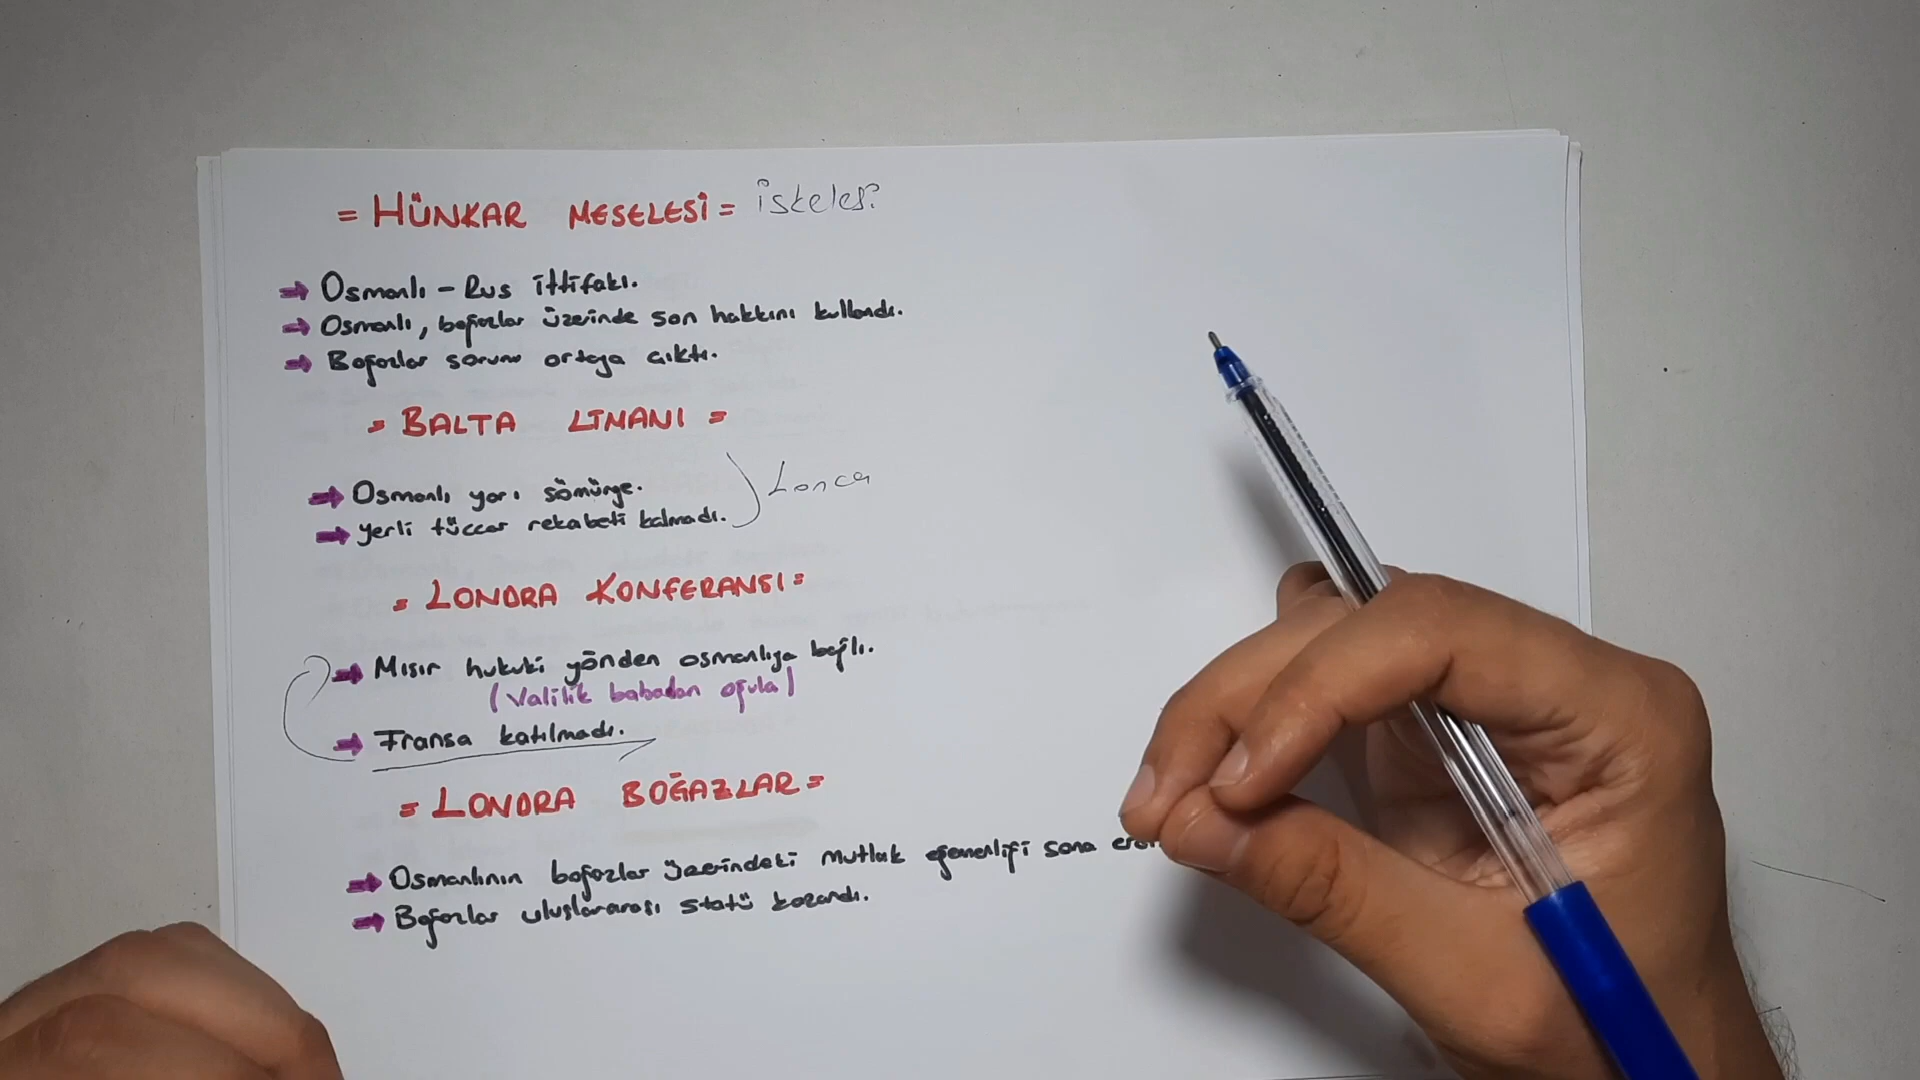 = HÜNKAR MESELESİ = iskelesi
⇒ Osmanlı - Rus ittifakı.
⇒ Osmanlı, boğazlar üzerinde son hakkını kullandı.
⇒ Boğazlar sorunu ortaya çıktı.
= BALTA LİMANI =
⇒ Osmanlı yarı sömürge.
⇒ Yerli tüccar rekabeti kalmadı.
Lonca
= LONDRA KONFERANSI =
⇒ Mısır hukuki yönden osmanlıya bağlı.
(Valilik babadan oğula)
⇒ Fransa katılmadı.
= LONDRA BOĞAZLAR =
⇒ Osmanlının boğazlar üzerindeki mutlak egemenliği sona
⇒ Boğazlar uluslararası statü kazandı.